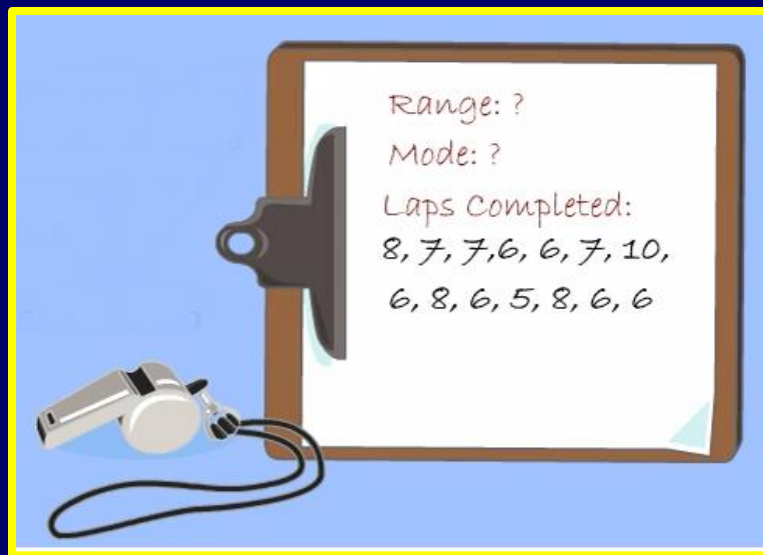 Range: ?
Mode: ?
Laps Completed:
8, 7, 7,6, 6, 7, 10,
6, 8, 6, 5, 8, 6, 6